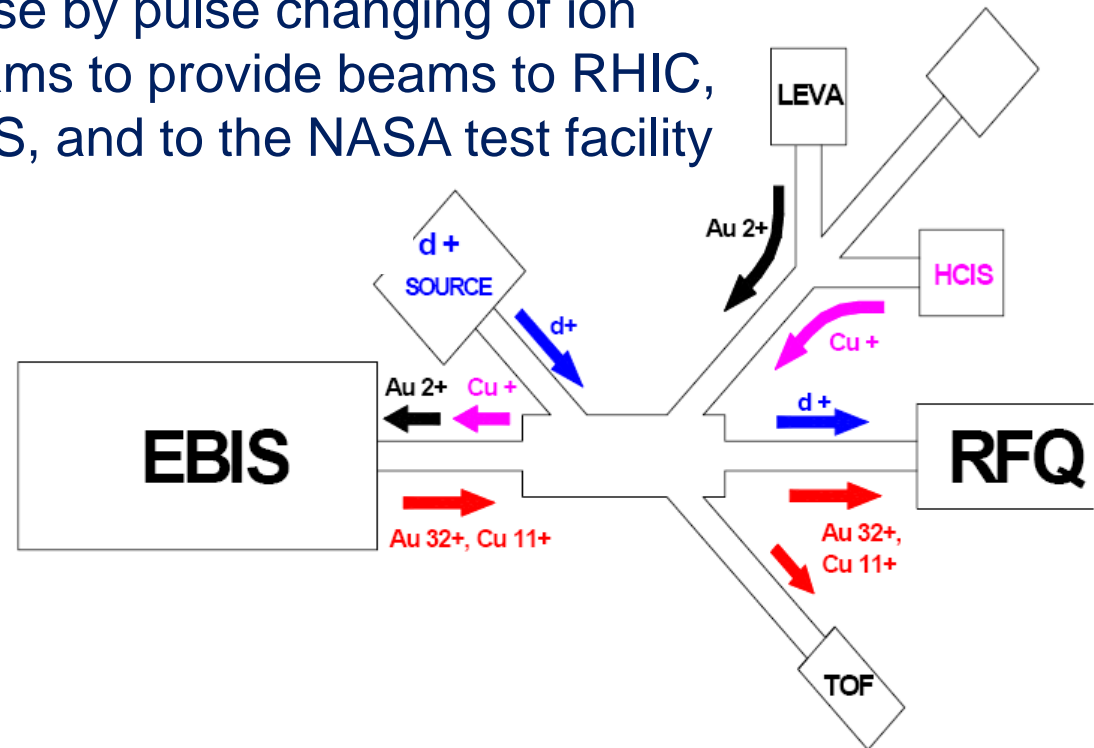 se by pulse changing of ion
ams to provide beams to RHIC,
S, and to the NASA test facility
LEVA
Au 2+
d +
SOURCE
HCIS
d+
Cu +
Au 2+
Cu +
d +
EBIS
RFQ
Au 32+, Cu 11+
Au 32+,
Cu 11+
TOF